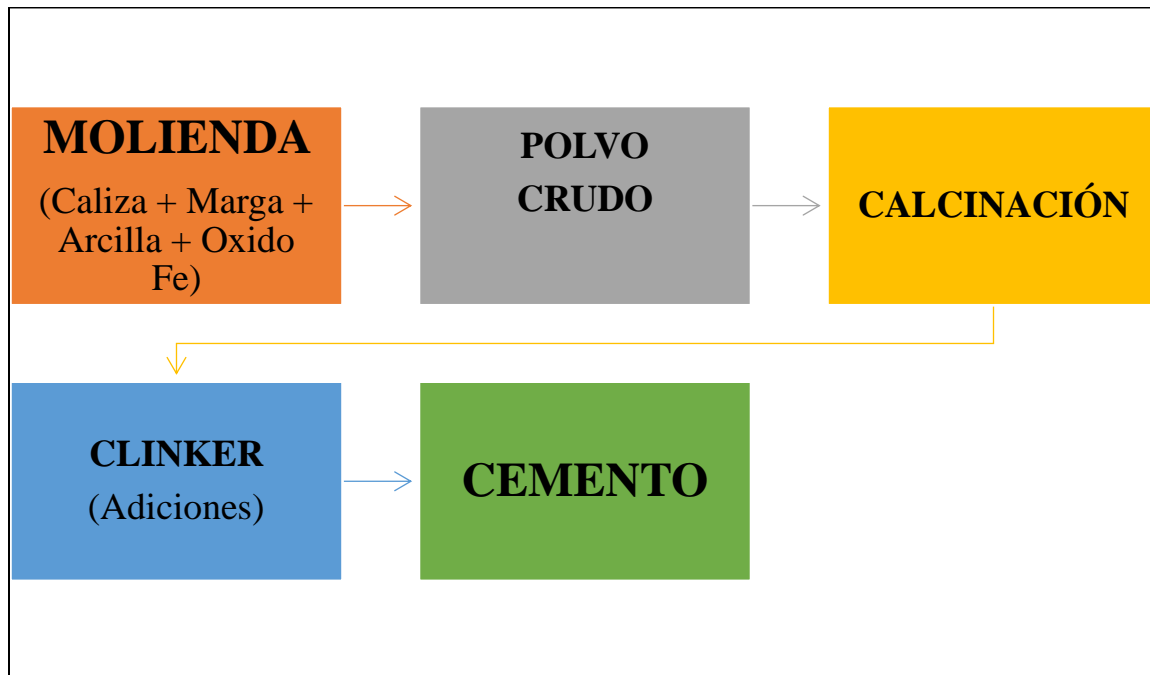 MOLIENDA
(Caliza + Marga +
Arcilla + Oxido
Fe)
POLVO
CRUDO
CALCINACIÓN
CLINKER
(Adiciones)
CEMENTO